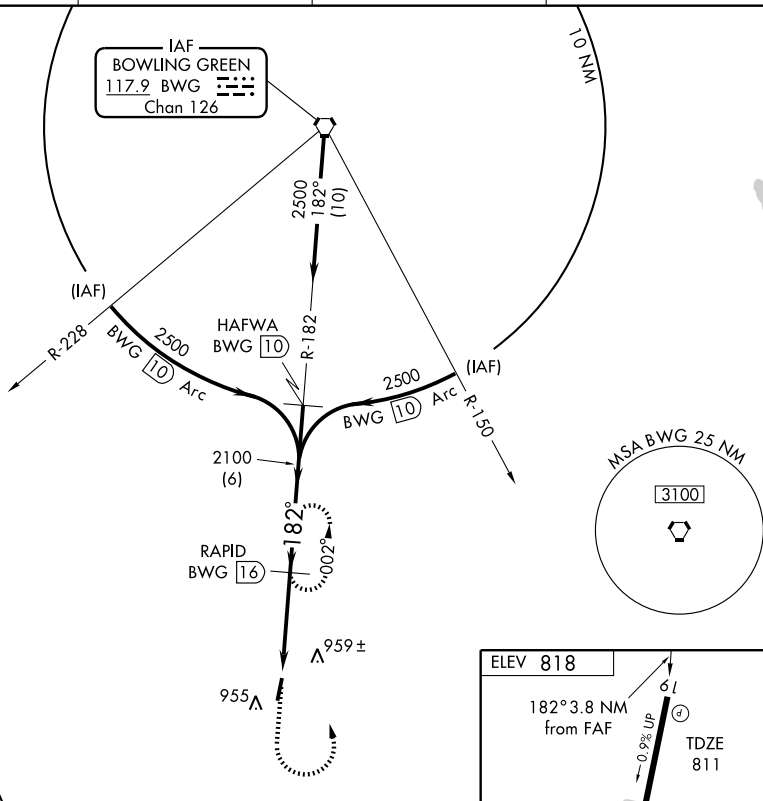 IAF
BOWLING GREEN
117.9 BWG
Chan 126
10 NM
2500
182°
(10)
(IAF)
R-228
2500
BWG 10 Arc
HAFWA
BWG 10
R-182
2500
(IAF)
BWG 10 Arc
R-150
2100
(6)
182°
002°
RAPID
BWG 16
959 ±
955
MSA BWG 25 NM
3100
ELEV 818
182° 3.8 NM
from FAF
19
P
0.9% UP
TDZE
811